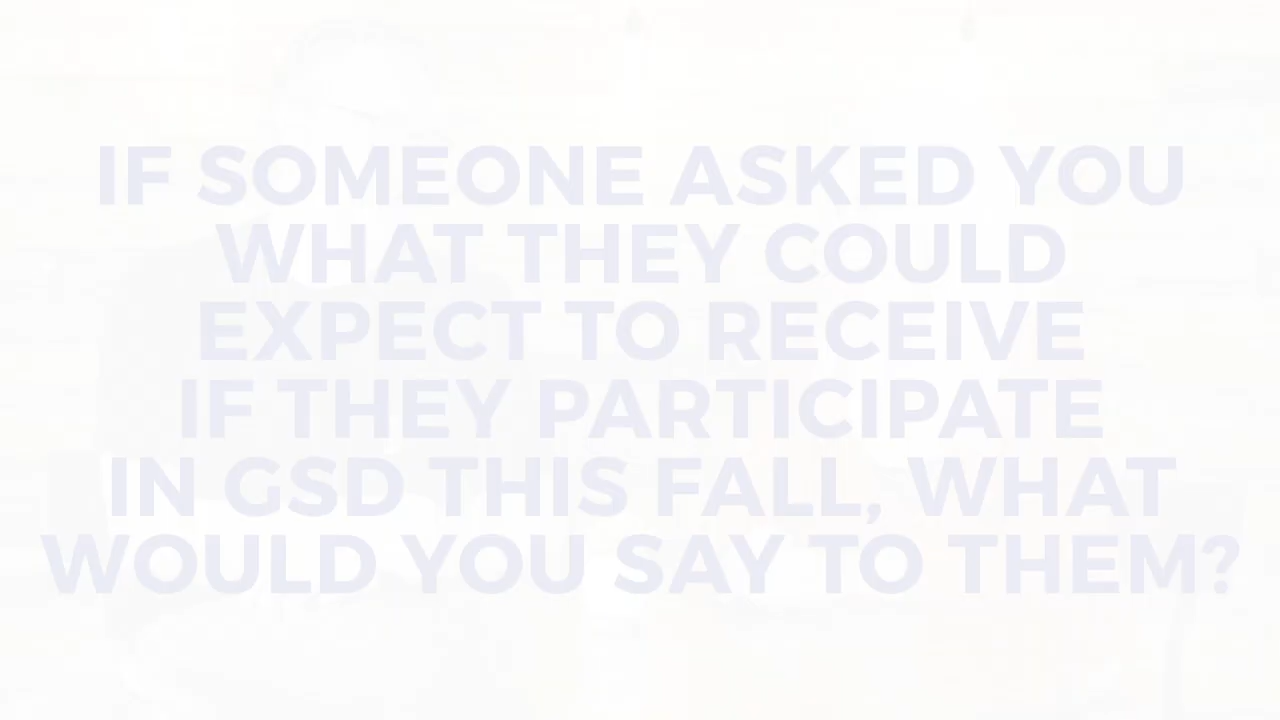 IF SOMEONE ASKED YOU
WHAT THEY COULD
EXPECT TO RECEIVE
IF THEY PARTICIPATE
IN GSD THIS FALL, WHAT
WOULD YOU SAY TO THEM?